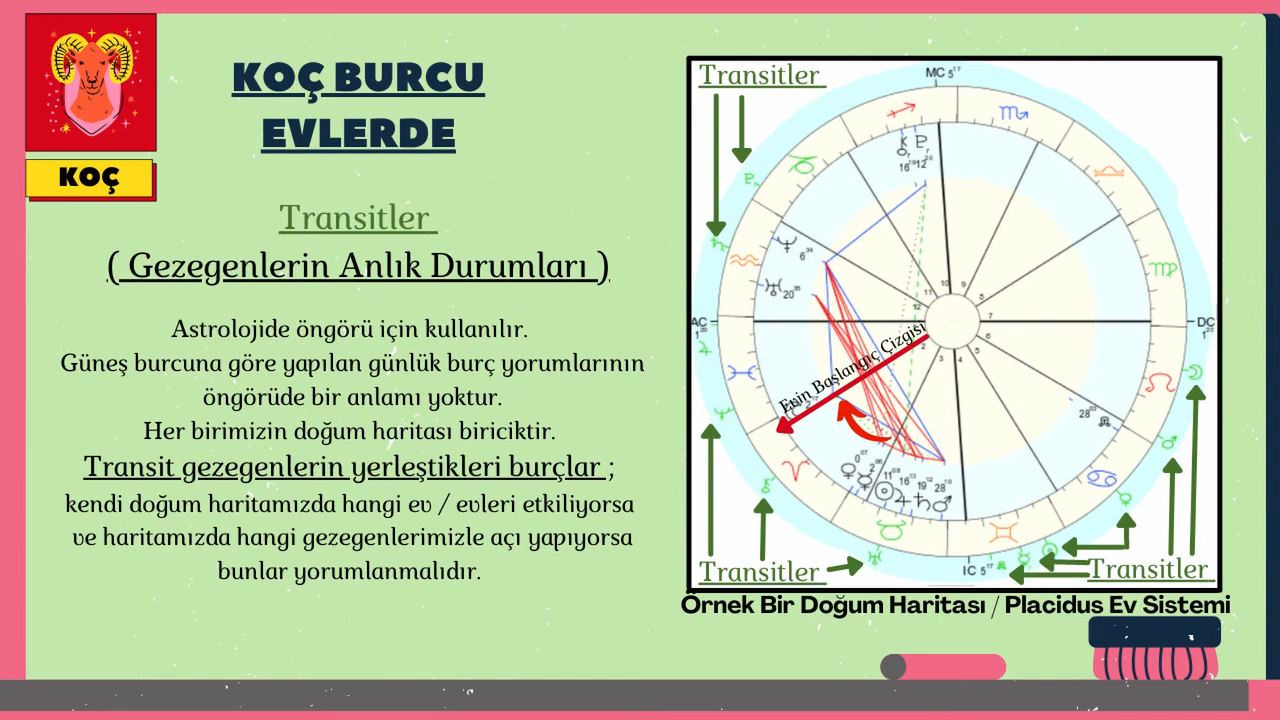 KOÇ BURCU
EVLERDE
KOÇ
Transitler
( Gezegenlerin Anlık Durumları )
Astrolojide öngörü için kullanılır.
Güneş burcuna göre yapılan günlük burç yorumlarının
öngörüde bir anlamı yoktur.
Her birimizin doğum haritası biriciktir.
Transit gezegenlerin yerleştikleri burçlar ;
kendi doğum haritamızda hangi ev / evleri etkiliyorsa
ve haritamızda hangi gezegenlerimizle açı yapıyorsa
bunlar yorumlanmalıdır.
Transitler
MC 5
AC
DC
Evin Başlangıç Çizgisi
IC 5
Transitler
Transitler
Örnek Bir Doğum Haritası / Placidus Ev Sistemi